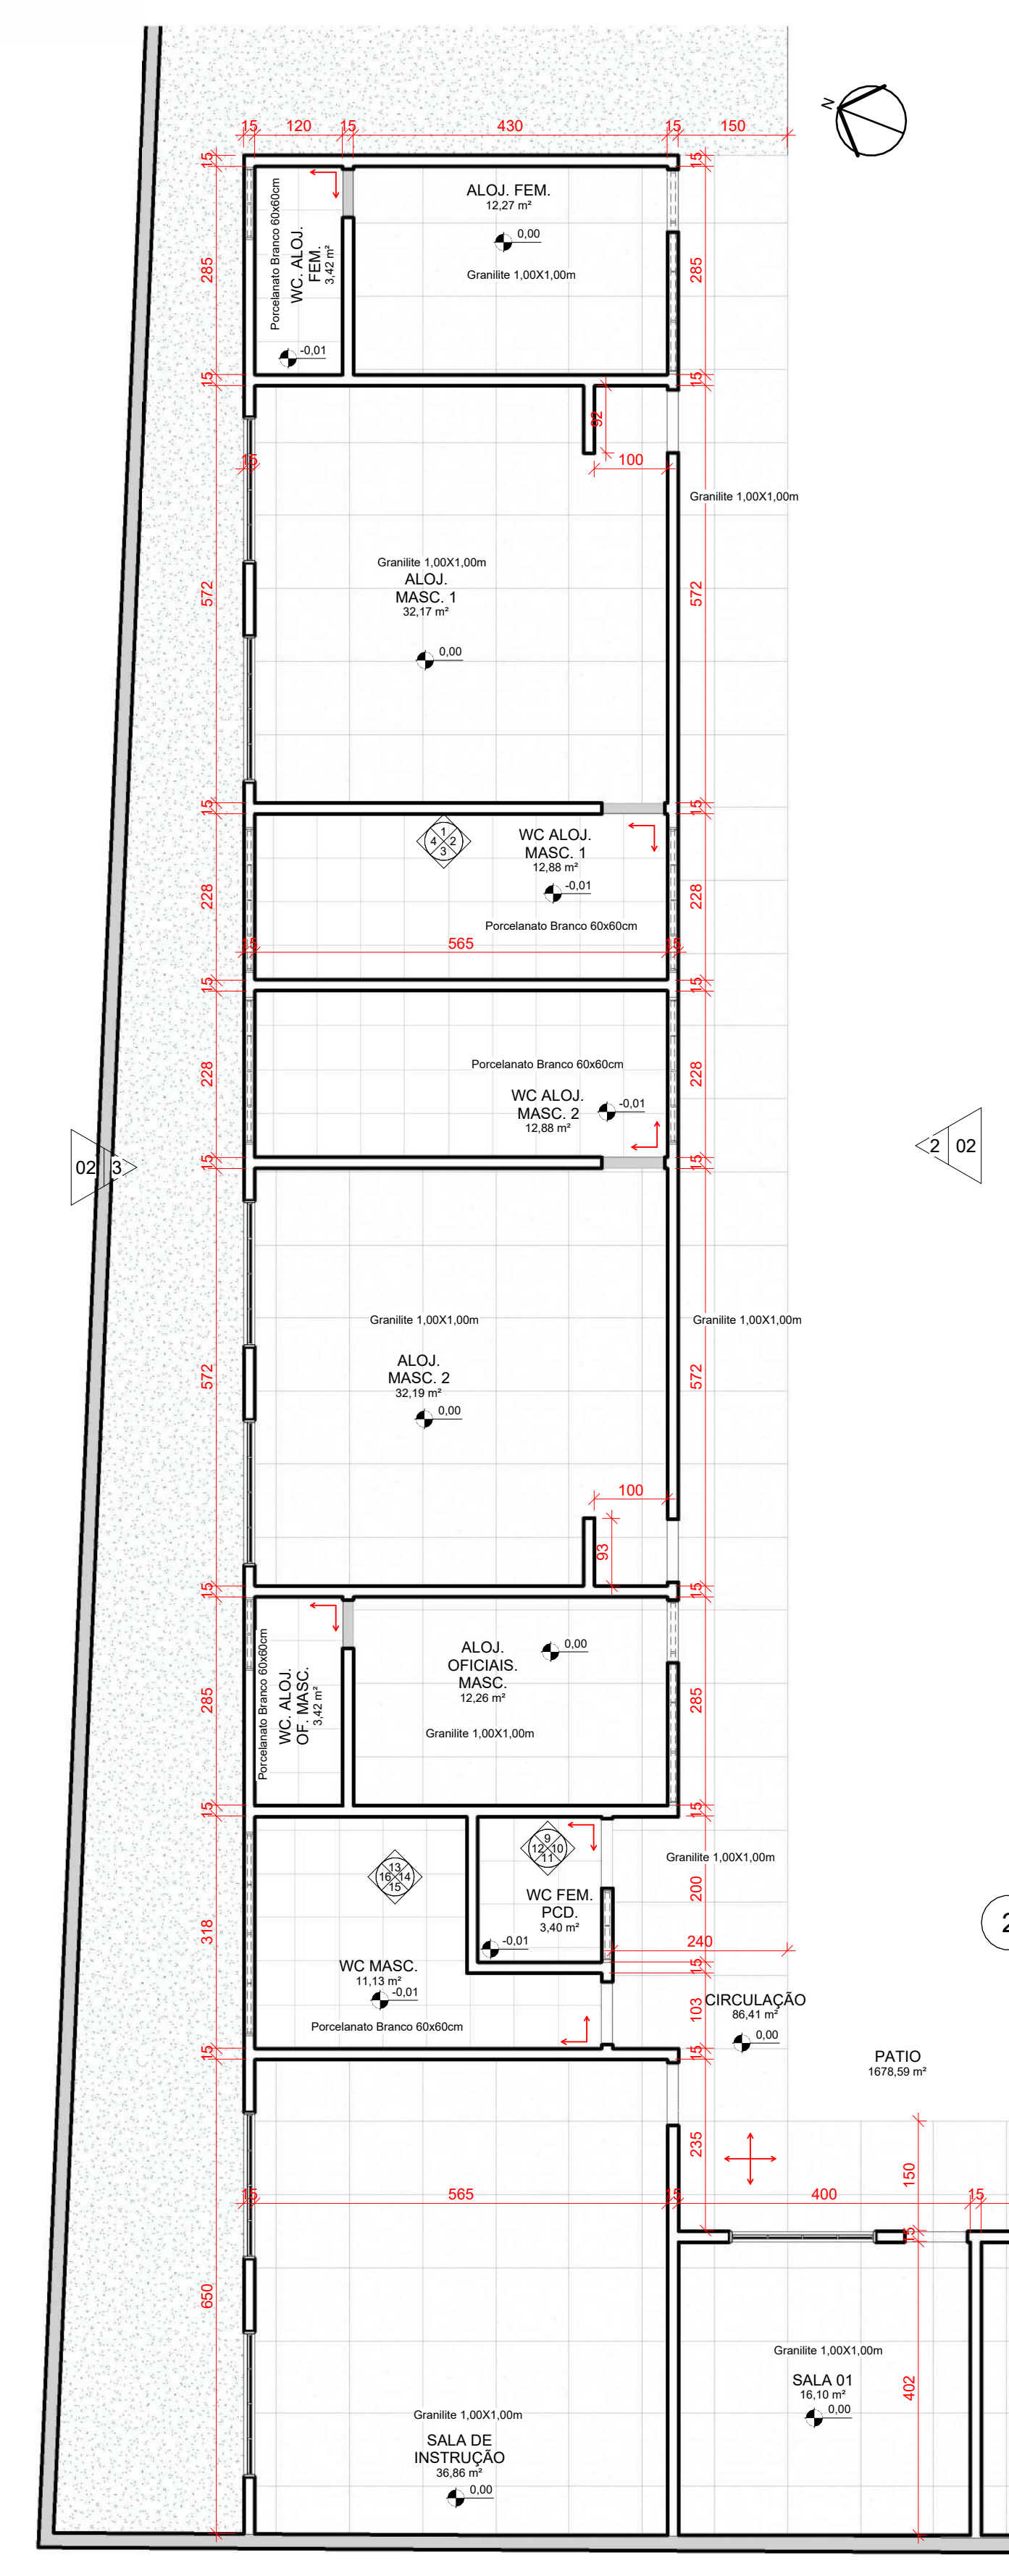 N
15
120
15
430
15
150
15
15
ALOJ. FEM.
12,27 m²
0,00
Granilite 1,00X1,00m
Porcelanato Branco 60x60cm
WC. ALOJ.
FEM.
3,42 m²
-0,01
285
285
15
15
92
100
15
Granilite 1,00X1,00m
Granilite 1,00X1,00m
ALOJ.
MASC. 1
32,17 m²
0,00
572
572
15
15
1
4
2
3
WC ALOJ.
MASC. 1
12,88 m²
-0,01
Porcelanato Branco 60x60cm
228
228
15
565
15
15
15
Porcelanato Branco 60x60cm
WC ALOJ.
MASC. 2
12,88 m²
-0,01
228
228
02
3
2
02
15
15
Granilite 1,00X1,00m
Granilite 1,00X1,00m
ALOJ.
MASC. 2
32,19 m²
0,00
572
572
100
93
15
15
Porcelanato Branco 60x60cm
WC. ALOJ.
OF. MASC.
3,42 m²
ALOJ.
OFICIAIS.
MASC.
12,26 m²
0,00
Granilite 1,00X1,00m
285
285
15
15
9
12
10
11
13
16
14
15
Granilite 1,00X1,00m
WC FEM.
PCD.
3,40 m²
-0,01
200
318
240
2
15
WC MASC.
11,13 m²
-0,01
Porcelanato Branco 60x60cm
CIRCULAÇÃO
86,41 m²
0,00
103
15
15
PATIO
1678,59 m²
235
150
15
565
15
400
15
15
650
402
Granilite 1,00X1,00m
SALA 01
16,10 m²
0,00
Granilite 1,00X1,00m
SALA DE
INSTRUÇÃO
36,86 m²
0,00